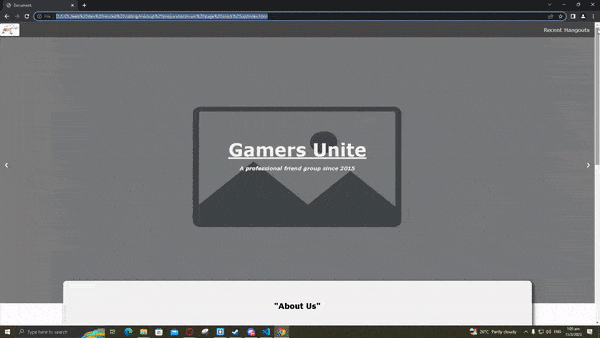 Document
File
Recent Hangouts
Gamers Unite
A professional friend group since 2015
"About Us"
Type here to search
26°C Partly cloudy
ENG